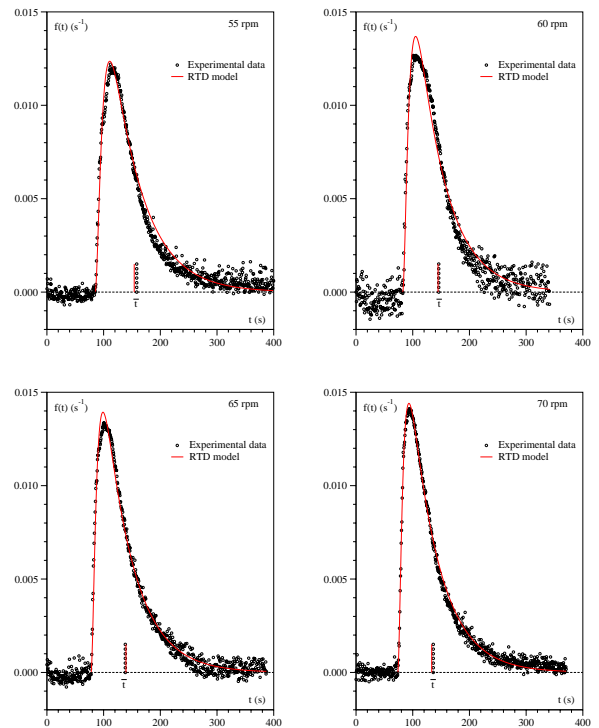 0.015
f(t) (s⁻¹)
55 rpm
Experimental data
RTD model
0.010
0.005
0.000
t̅
t (s)
0
100
200
300
400
0.015
f(t) (s⁻¹)
60 rpm
Experimental data
RTD model
0.010
0.005
0.000
t̅
t (s)
0
100
200
300
400
0.015
f(t) (s⁻¹)
65 rpm
Experimental data
RTD model
0.010
0.005
0.000
t̅
t (s)
0
100
200
300
400
0.015
f(t) (s⁻¹)
70 rpm
Experimental data
RTD model
0.010
0.005
0.000
t̅
t (s)
0
100
200
300
400